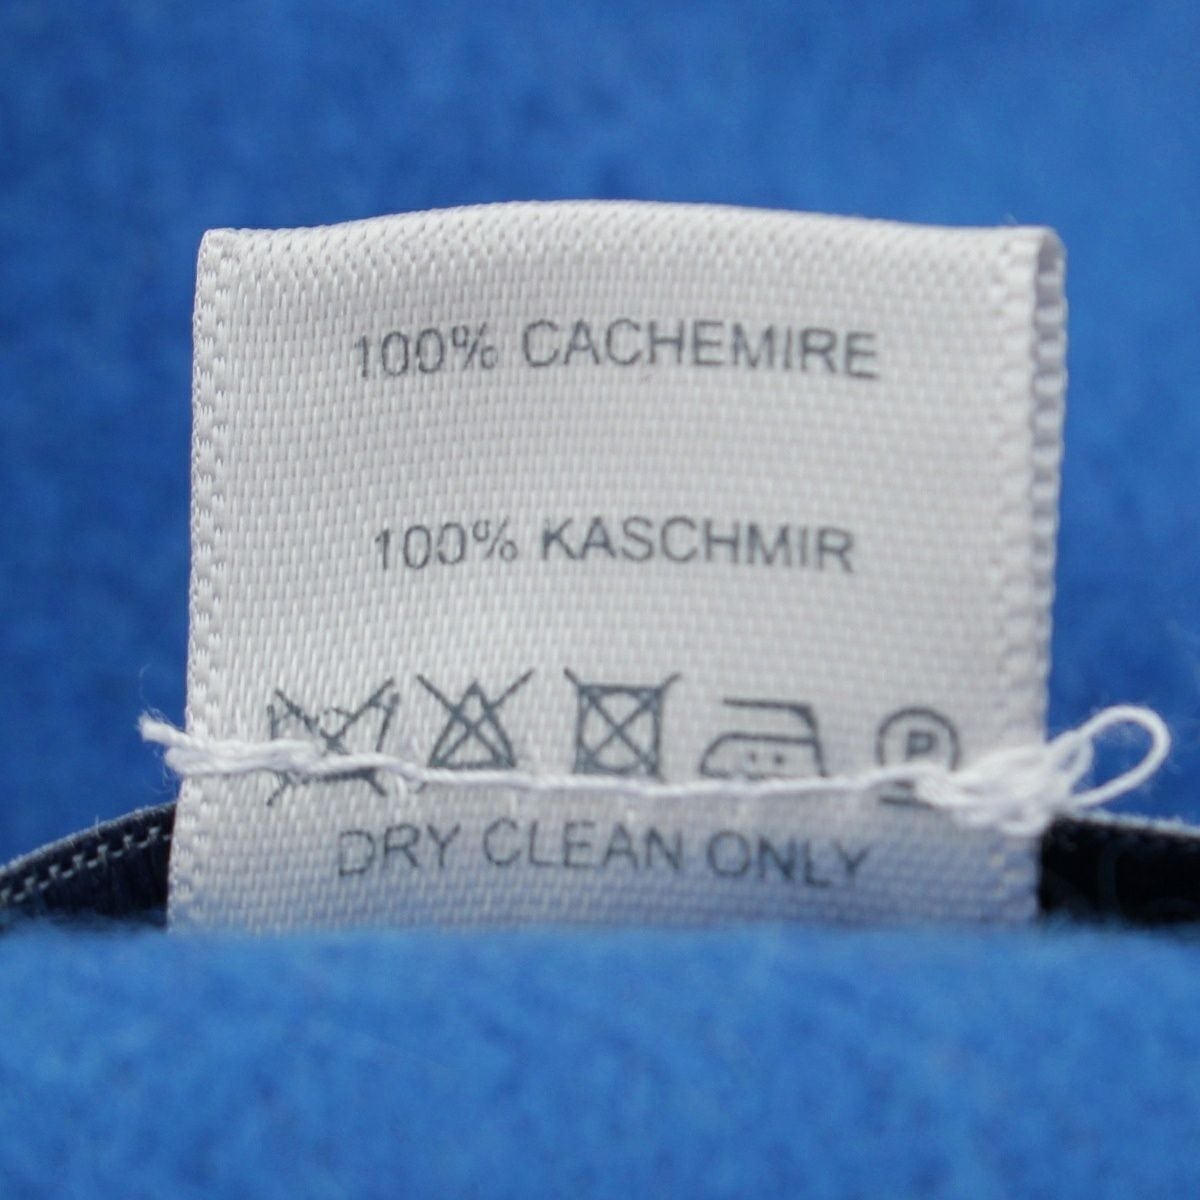 100% CACHEMIRE
100% KASCHMIR
P
DRY CLEAN ONLY